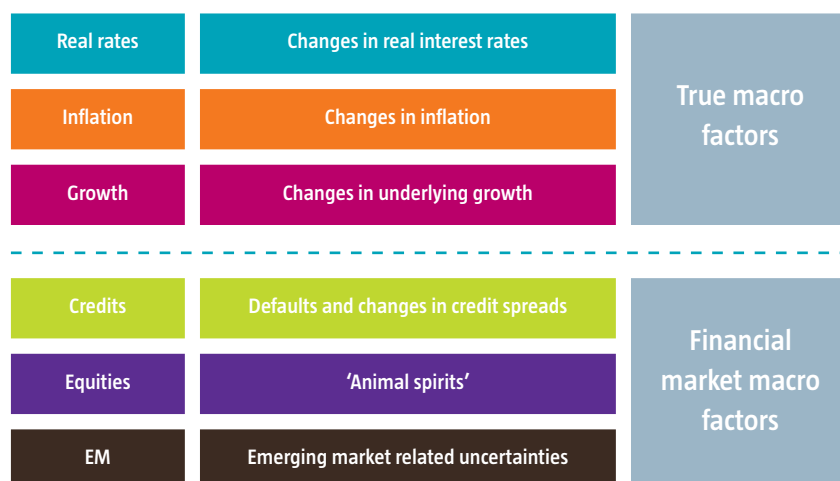 Real rates
Changes in real interest rates
Inflation
Changes in inflation
Growth
Changes in underlying growth
True macro
factors
Credits
Defaults and changes in credit spreads
Equities
‘Animal spirits’
EM
Emerging market related uncertainties
Financial
market macro
factors